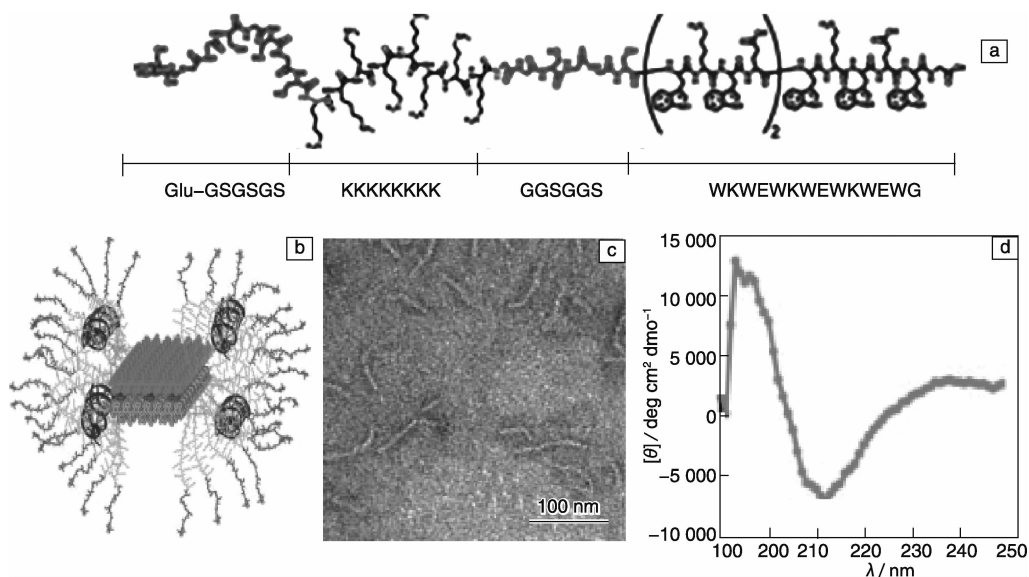 a
2
Glu–GSGSGS KKKKKKKK GGSGGS WKWEWKWEWKWEWG
b
c
d
100 nm
[θ] / deg cm² dmo⁻¹
15 000
10 000
5 000
0
−5 000
−10 000
100 200 210 220 230 240 250
λ / nm